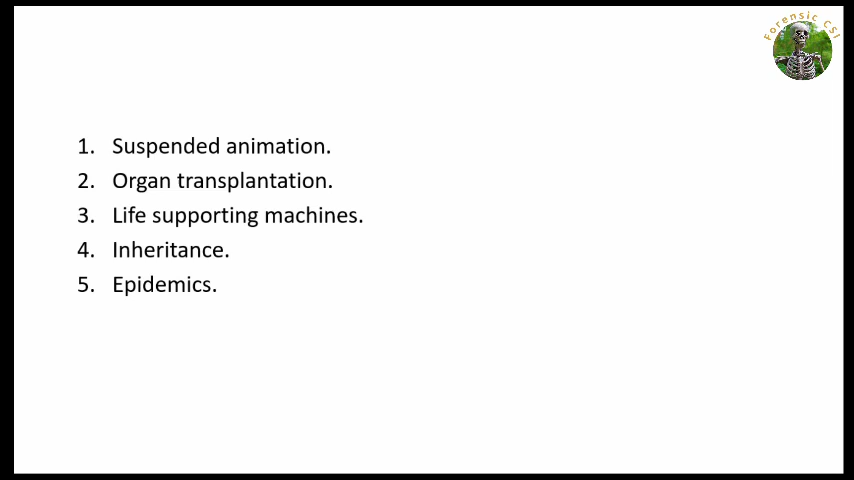 Forensic CSI
1. Suspended animation.
2. Organ transplantation.
3. Life supporting machines.
4. Inheritance.
5. Epidemics.